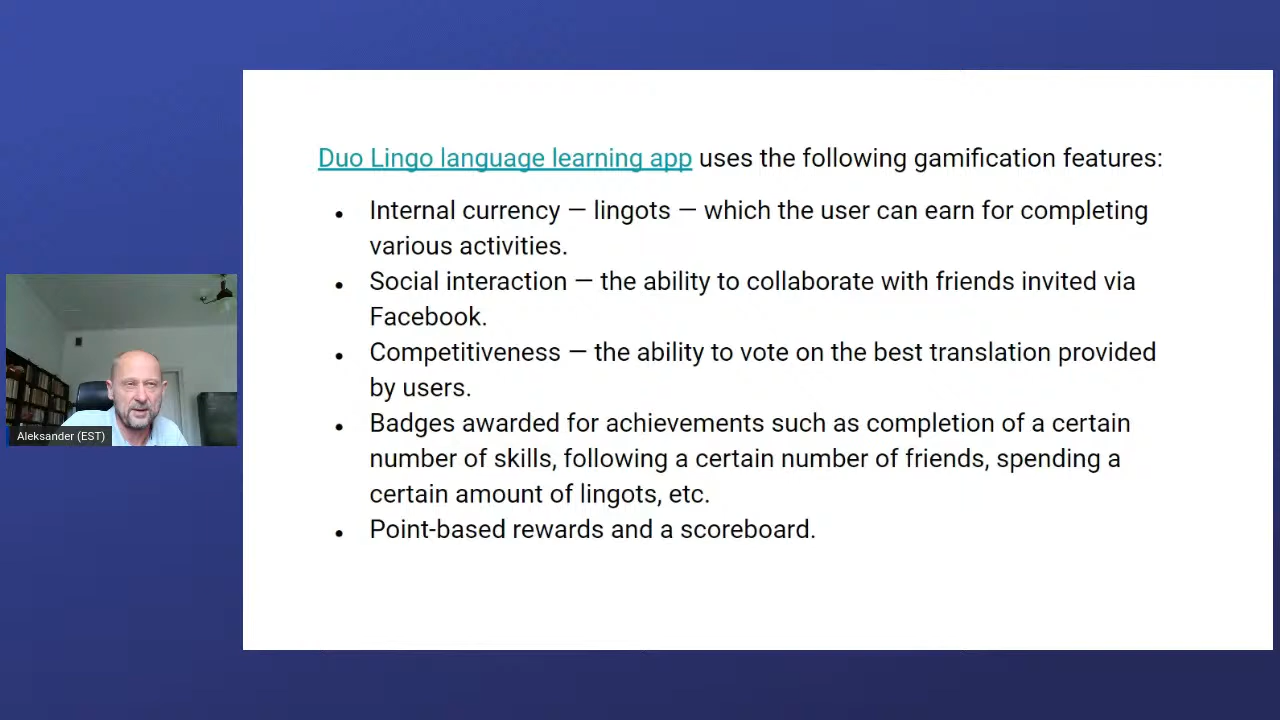 Duo Lingo language learning app uses the following gamification features:
• Internal currency — lingots — which the user can earn for completing
various activities.
• Social interaction — the ability to collaborate with friends invited via
Facebook.
• Competitiveness — the ability to vote on the best translation provided
by users.
• Badges awarded for achievements such as completion of a certain
number of skills, following a certain number of friends, spending a
certain amount of lingots, etc.
• Point-based rewards and a scoreboard.
Aleksander (EST)